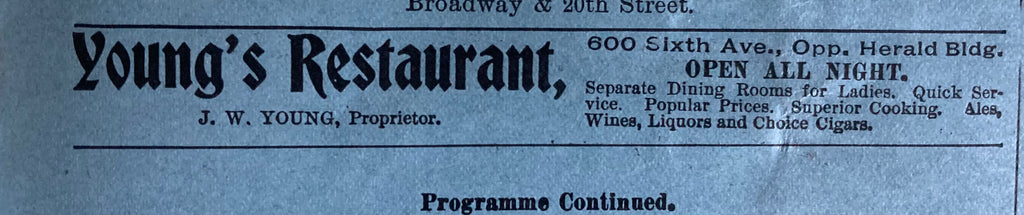 Broadway & 20th Street.
Young's Restaurant,
J. W. YOUNG, Proprietor.
600 Sixth Ave., Opp. Herald Bldg.
OPEN ALL NIGHT.
Separate Dining Rooms for Ladies. Quick Ser-
vice. Popular Prices. Superior Cooking. Ales,
Wines, Liquors and Choice Cigars.
Programme Continued.